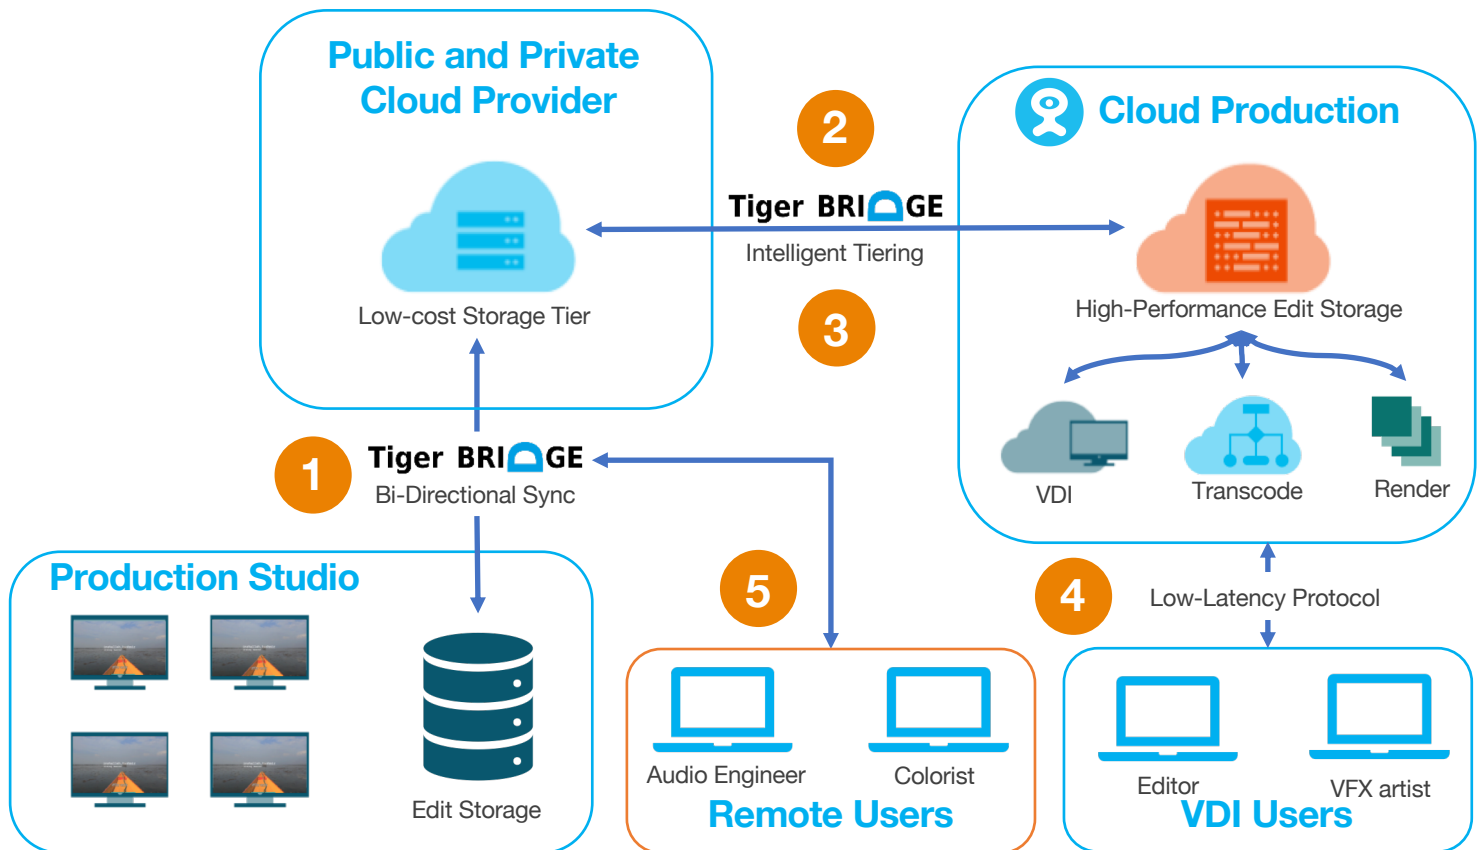 Public and Private
Cloud Provider
Low-cost Storage Tier
2
Tiger BRIDGE
Intelligent Tiering
3
Cloud Production
High-Performance Edit Storage
VDI
Transcode
Render
1
Tiger BRIDGE
Bi-Directional Sync
Production Studio
Edit Storage
5
Audio Engineer
Colorist
Remote Users
4
Low-Latency Protocol
Editor
VFX artist
VDI Users